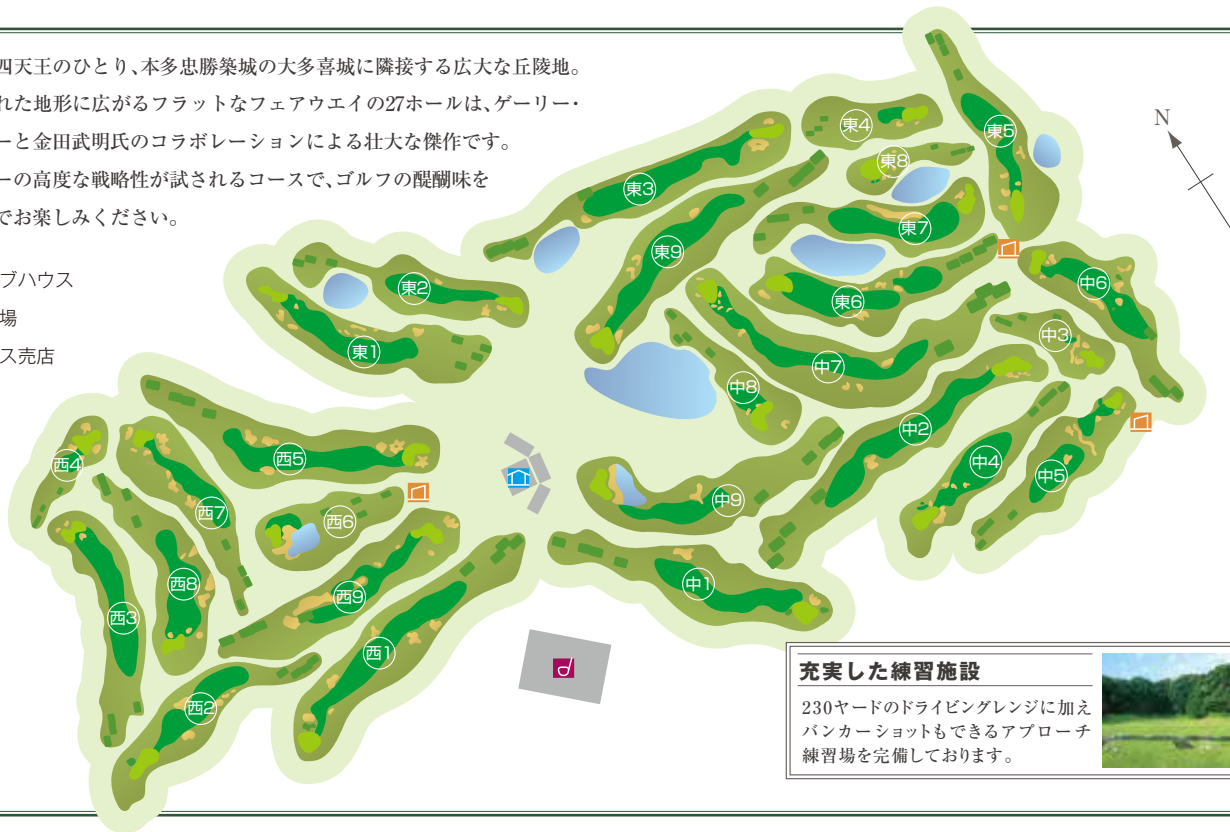 四天王のひとり、本多忠勝築城の大多喜城に隣接する広大な丘陵地。
れた地形に広がるフラットなフェアウエイの27ホールは、ゲーリー・
ーと金田武明氏のコラボレーションによる壮大な傑作です。
ーの高度な戦略性が試されるコースで、ゴルフの醍醐味を
でお楽しみください。
ブハウス
場
ス売店
N
東4
東5
東8
東3
東7
東9
東2
東6
中6
東1
中3
中7
中8
中2
西5
西4
中4
中5
中9
西7
西6
西8
中1
西9
西3
西1
西2
充実した練習施設
230ヤードのドライビングレンジに加え
バンカーショットもできるアプローチ
練習場を完備しております。